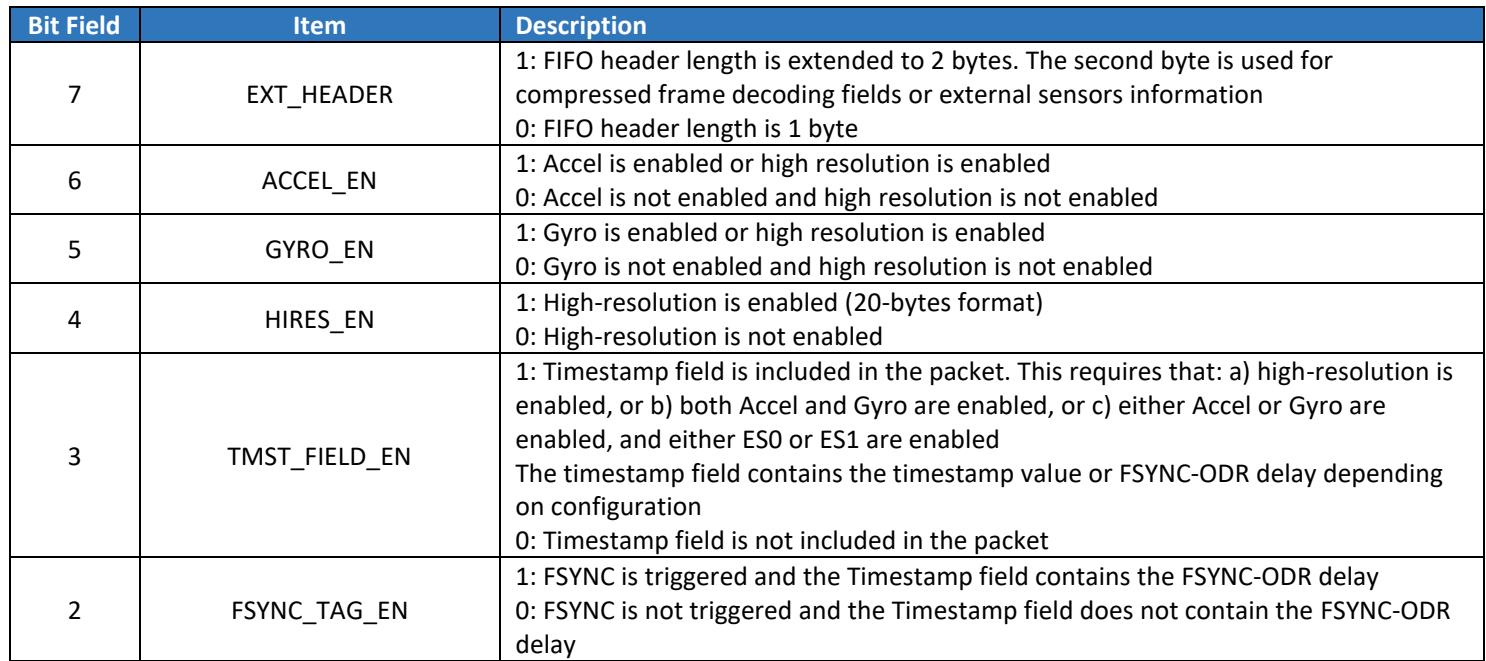 Bit Field Item Description
1: FIFO header length is extended to 2 bytes. The second byte is used for
7 EXT_HEADER compressed frame decoding fields or external sensors information
0: FIFO header length is 1 byte
1: Accel is enabled or high resolution is enabled
6 ACCEL_EN
0: Accel is not enabled and high resolution is not enabled
1: Gyro is enabled or high resolution is enabled
5 GYRO_EN
0: Gyro is not enabled and high resolution is not enabled
1: High-resolution is enabled (20-bytes format)
4 HIRES_EN
0: High-resolution is not enabled
1: Timestamp field is included in the packet. This requires that: a) high-resolution is
enabled, or b) both Accel and Gyro are enabled, or c) either Accel or Gyro are
enabled, and either ES0 or ES1 are enabled
3 TMST_FIELD_EN
The timestamp field contains the timestamp value or FSYNC-ODR delay depending
on configuration
0: Timestamp field is not included in the packet
1: FSYNC is triggered and the Timestamp field contains the FSYNC-ODR delay
2 FSYNC_TAG_EN 0: FSYNC is not triggered and the Timestamp field does not contain the FSYNC-ODR
delay